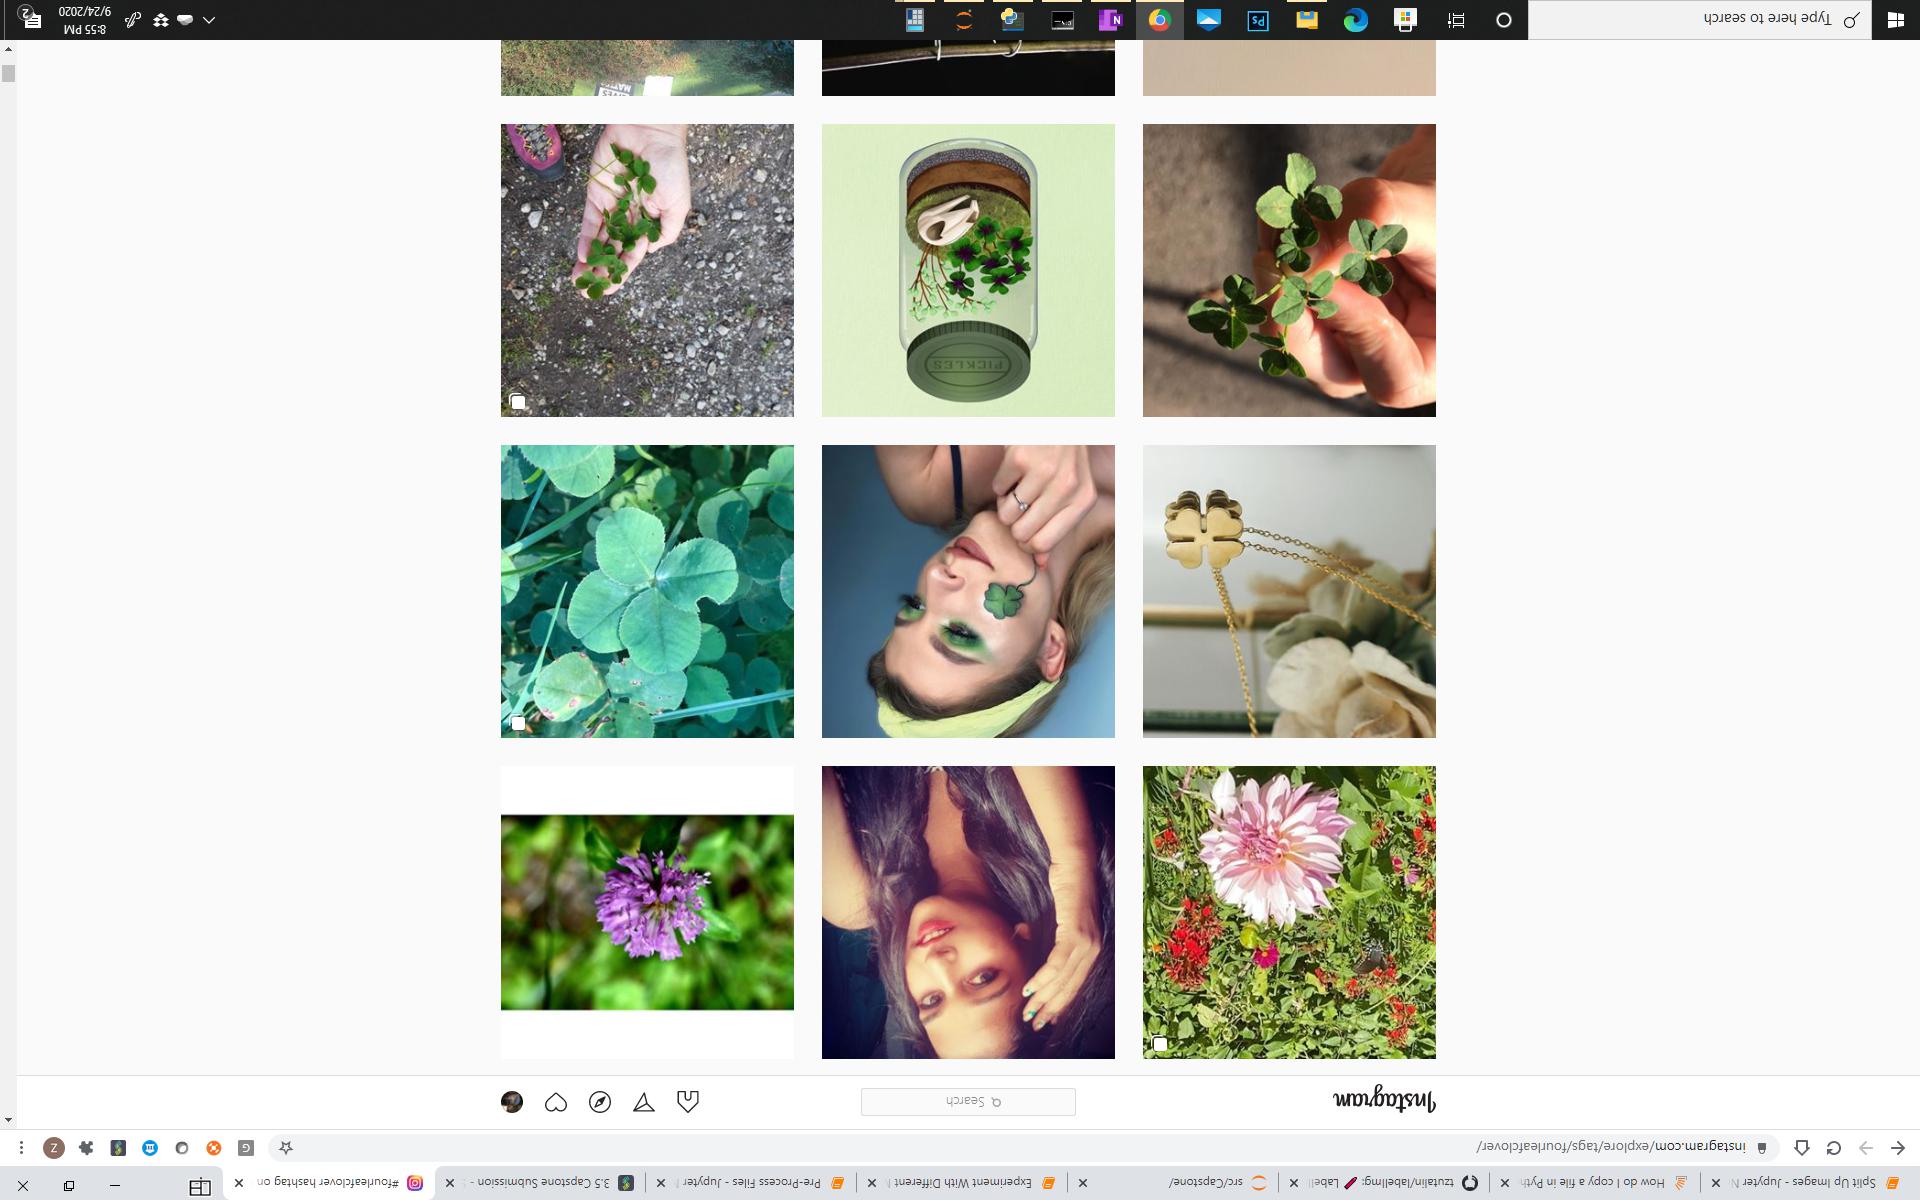 Split Up Images - Jupyter N
How do I copy a file in Pyth
tzutalin/labelImg: LabelI
src/Capstone/
Experiment With Different M
Pre-Process Files - Jupyter
3.5 Capstone Submission -
#fourleafclover hashtag on
instagram.com/explore/tags/fourleafclover/
Z
Instagram
Search
PICKLES
Type here to search
Ps
N
8:55 PM
9/24/2020
2